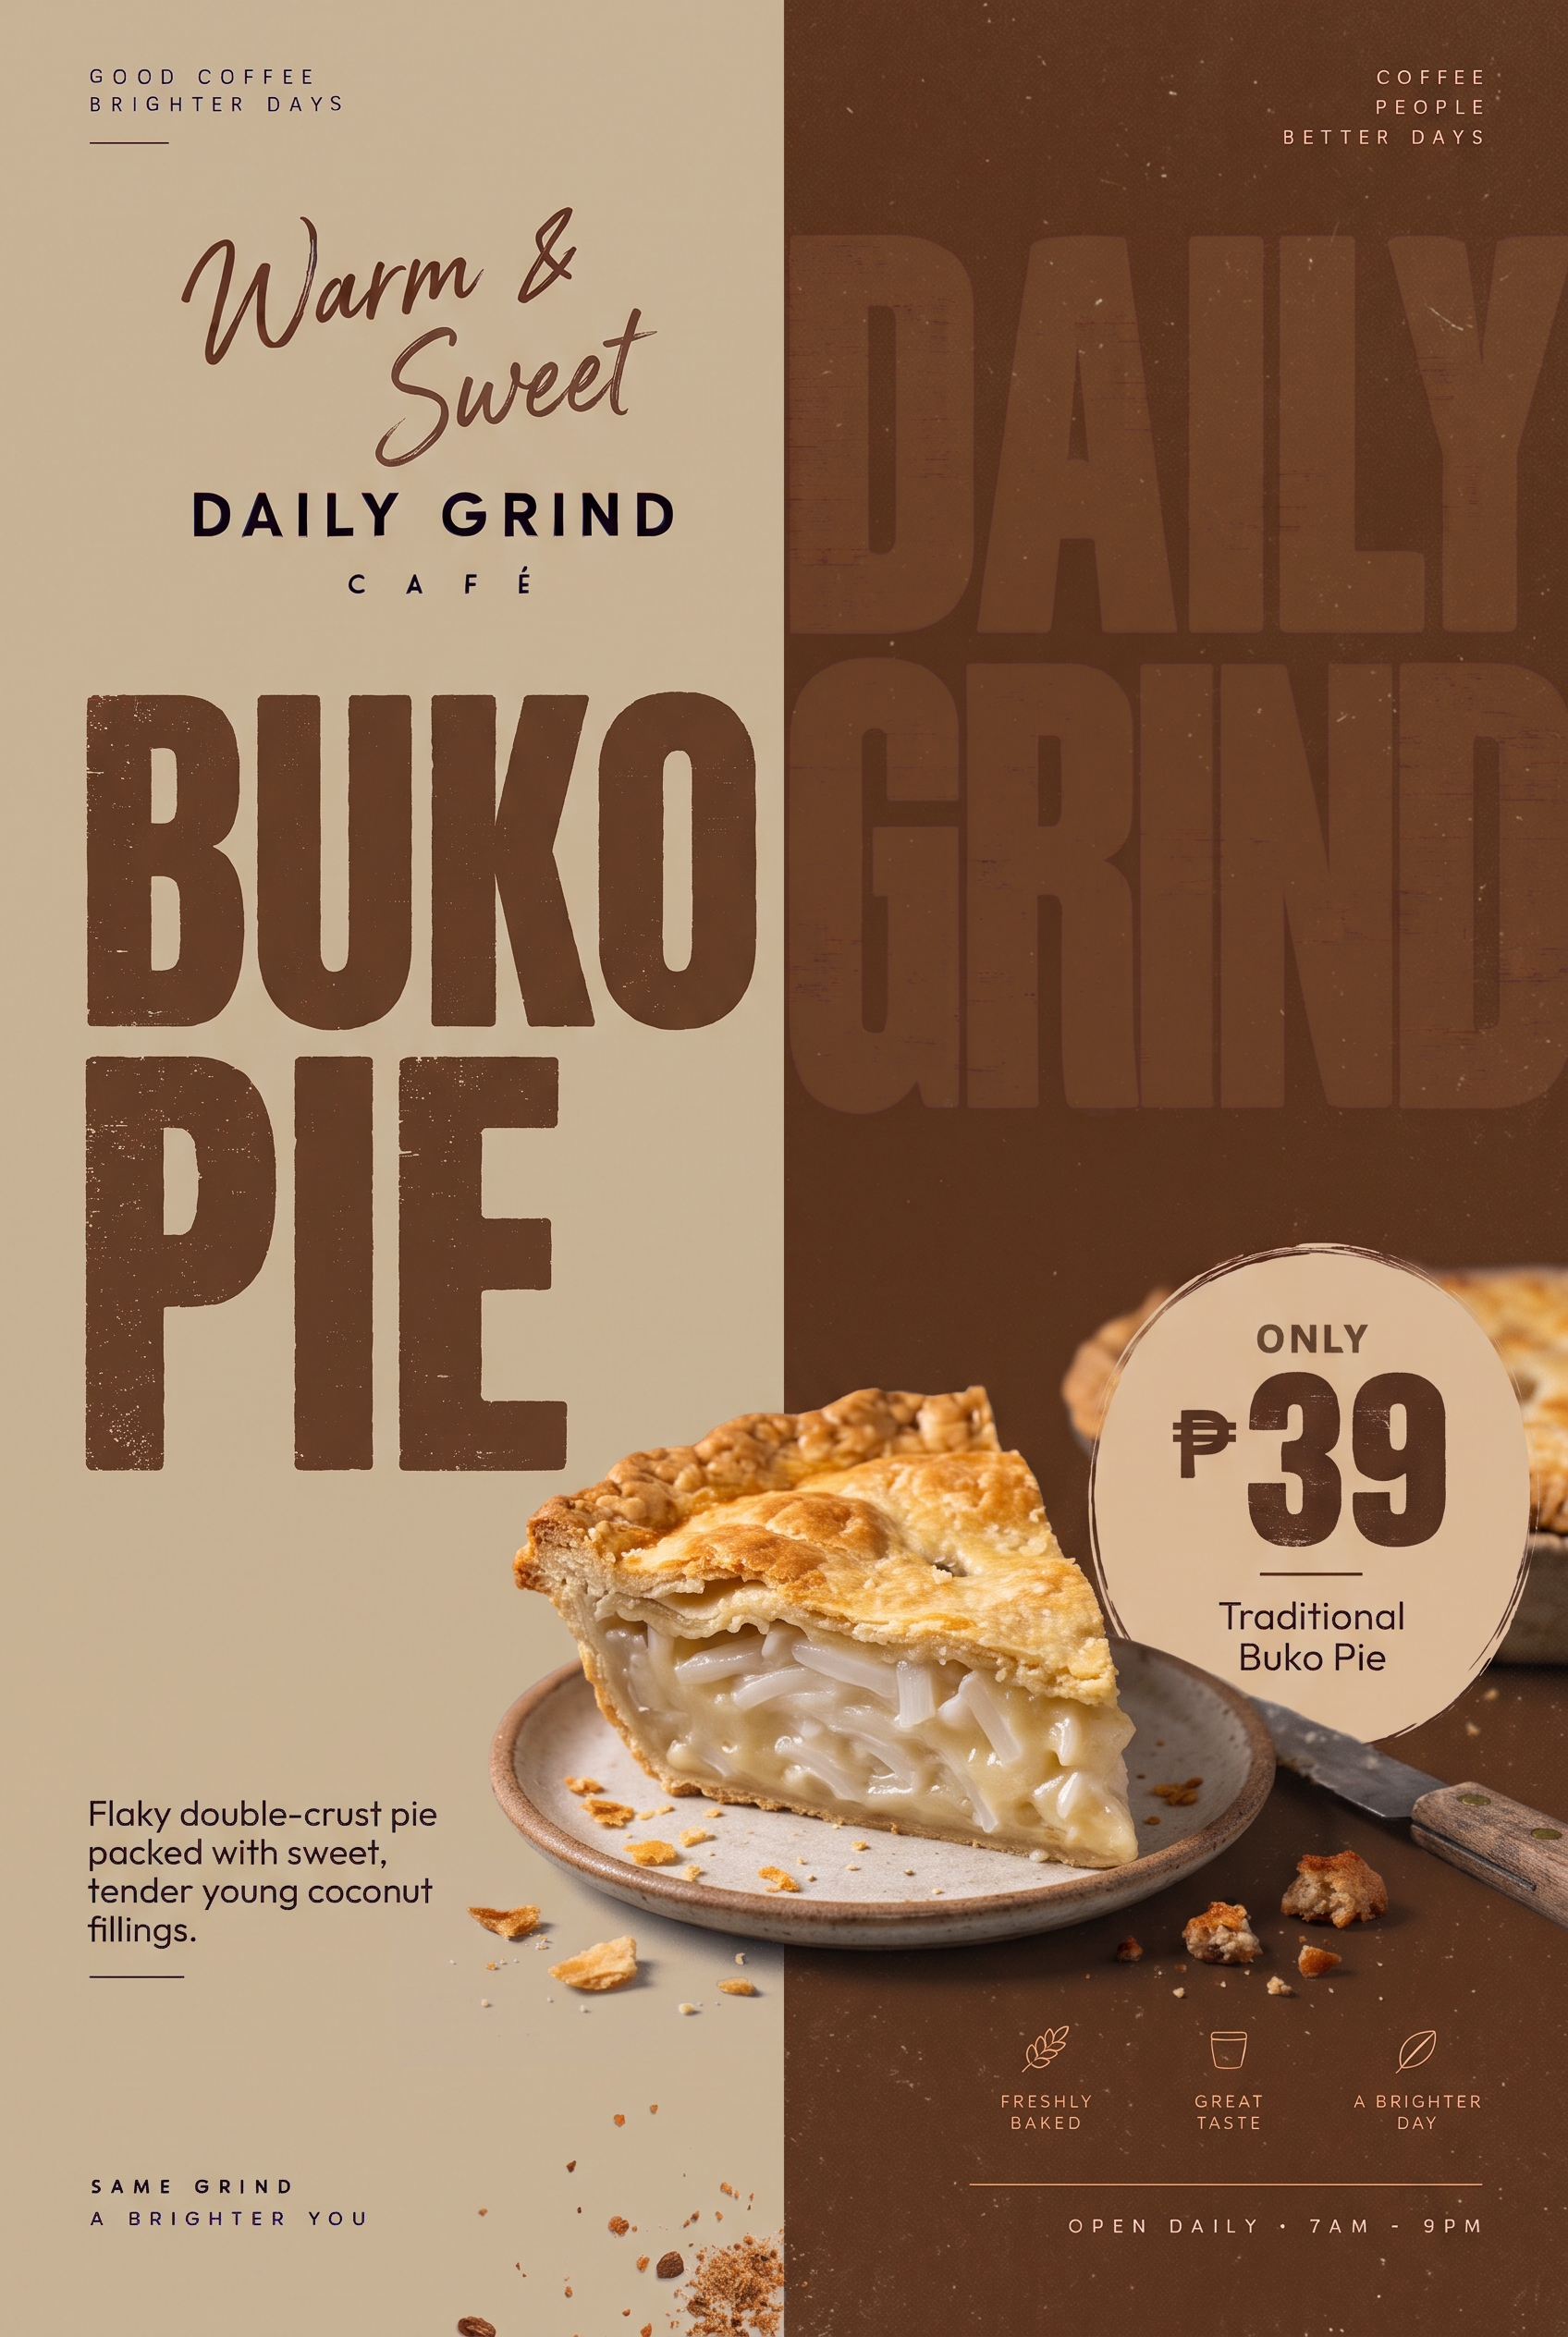 GOOD COFFEE
BRIGHTER DAYS
COFFEE
PEOPLE
BETTER DAYS
Warm &
Sweet
DAILY GRIND
CAFÉ
DAILY
GRIND
BUKO
PIE
ONLY
₱39
Traditional
Buko Pie
Flaky double-crust pie
packed with sweet,
tender young coconut
fillings.
FRESHLY
BAKED
GREAT
TASTE
A BRIGHTER
DAY
SAME GRIND
A BRIGHTER YOU
OPEN DAILY • 7AM - 9PM